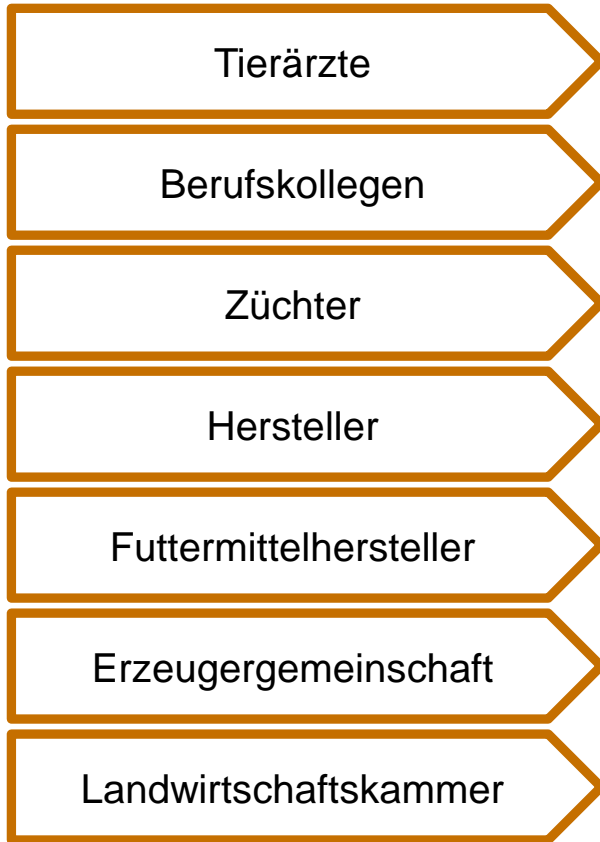 Tierärzte
Berufskollegen
Züchter
Hersteller
Futtermittelhersteller
Erzeugergemeinschaft
Landwirtschaftskammer